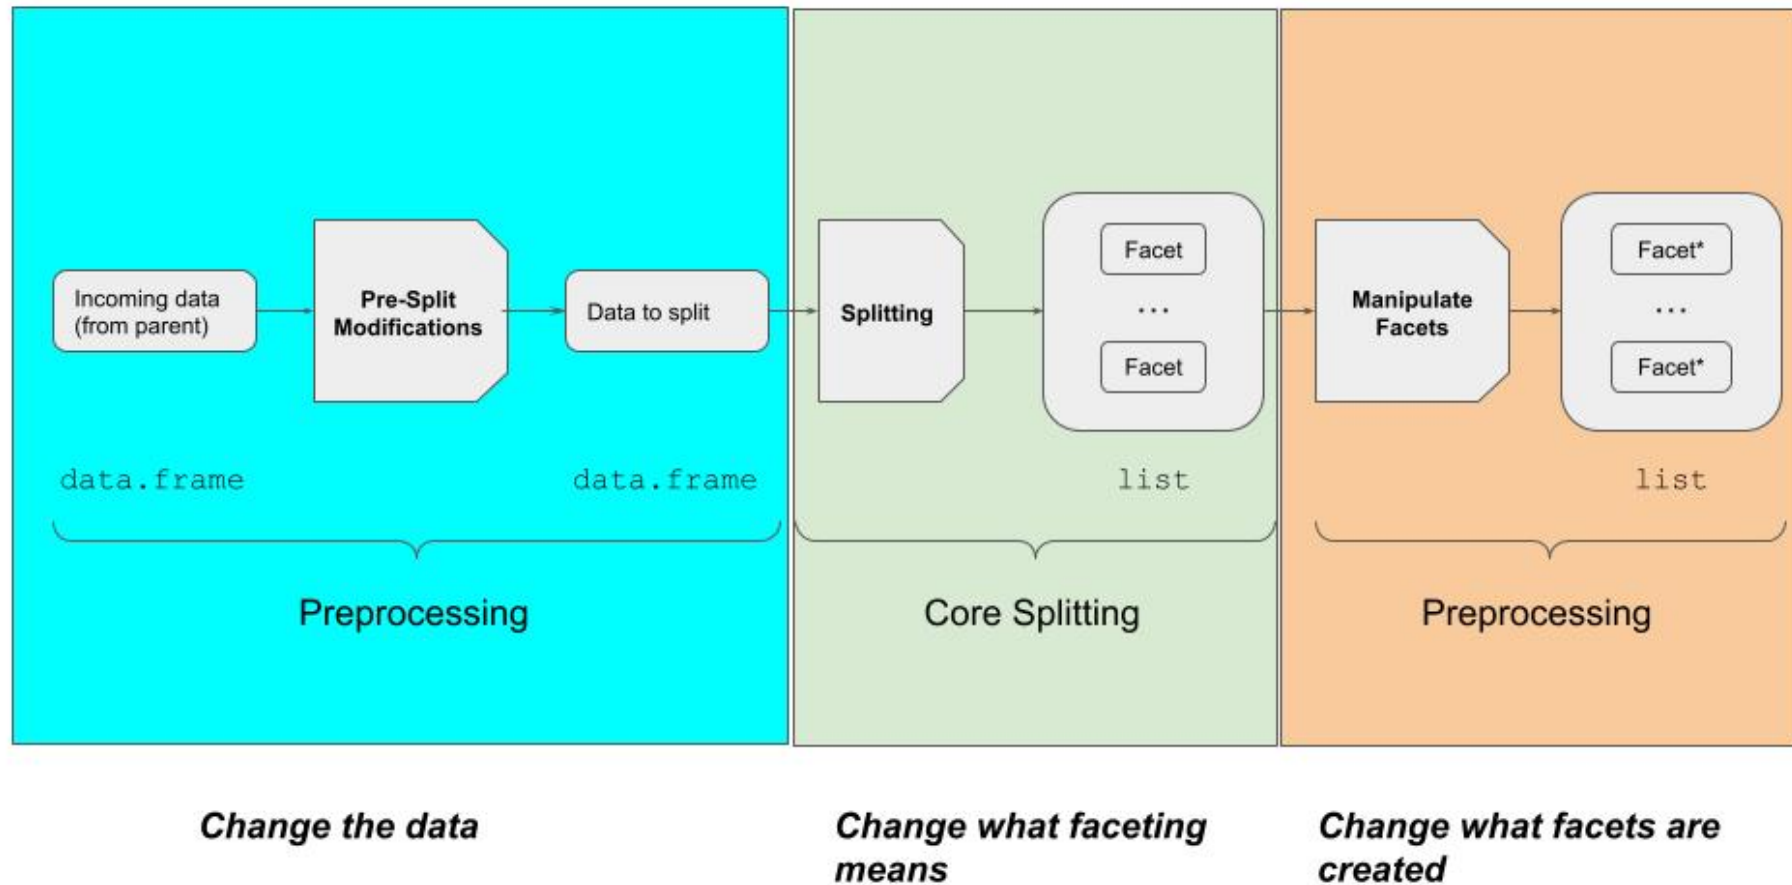 Incoming data
(from parent)
Pre-Split
Modifications
Data to split
data.frame
data.frame
Preprocessing
Splitting
Facet
...
Facet
list
Core Splitting
Manipulate
Facets
Facet*
...
Facet*
list
Preprocessing
Change the data
Change what faceting
means
Change what facets are
created